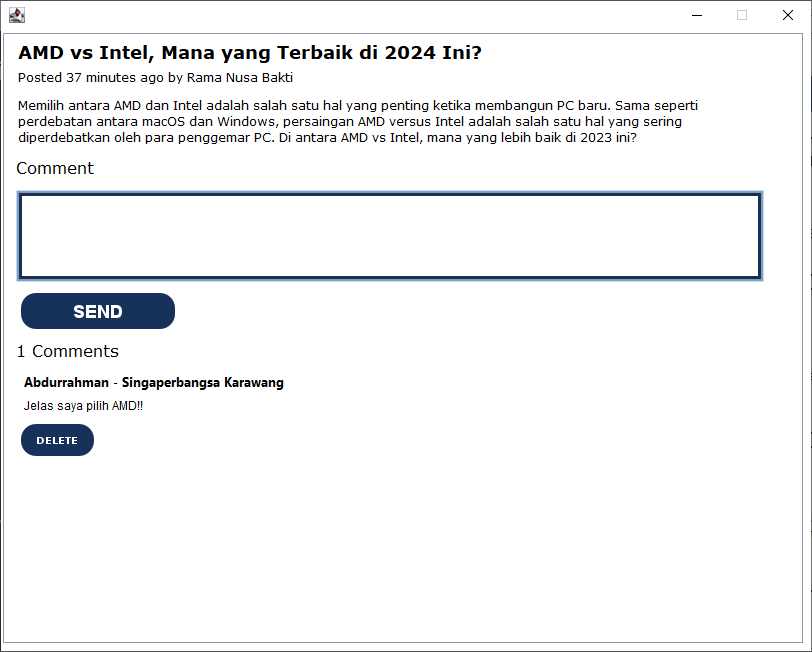 AMD vs Intel, Mana yang Terbaik di 2024 Ini?
Posted 37 minutes ago by Rama Nusa Bakti
Memilih antara AMD dan Intel adalah salah satu hal yang penting ketika membangun PC baru. Sama seperti
perdebatan antara macOS dan Windows, persaingan AMD versus Intel adalah salah satu hal yang sering
diperdebatkan oleh para penggemar PC. Di antara AMD vs Intel, mana yang lebih baik di 2023 ini?
Comment
SEND
1 Comments
Abdurrahman - Singaperbangsa Karawang
Jelas saya pilih AMD!!
DELETE